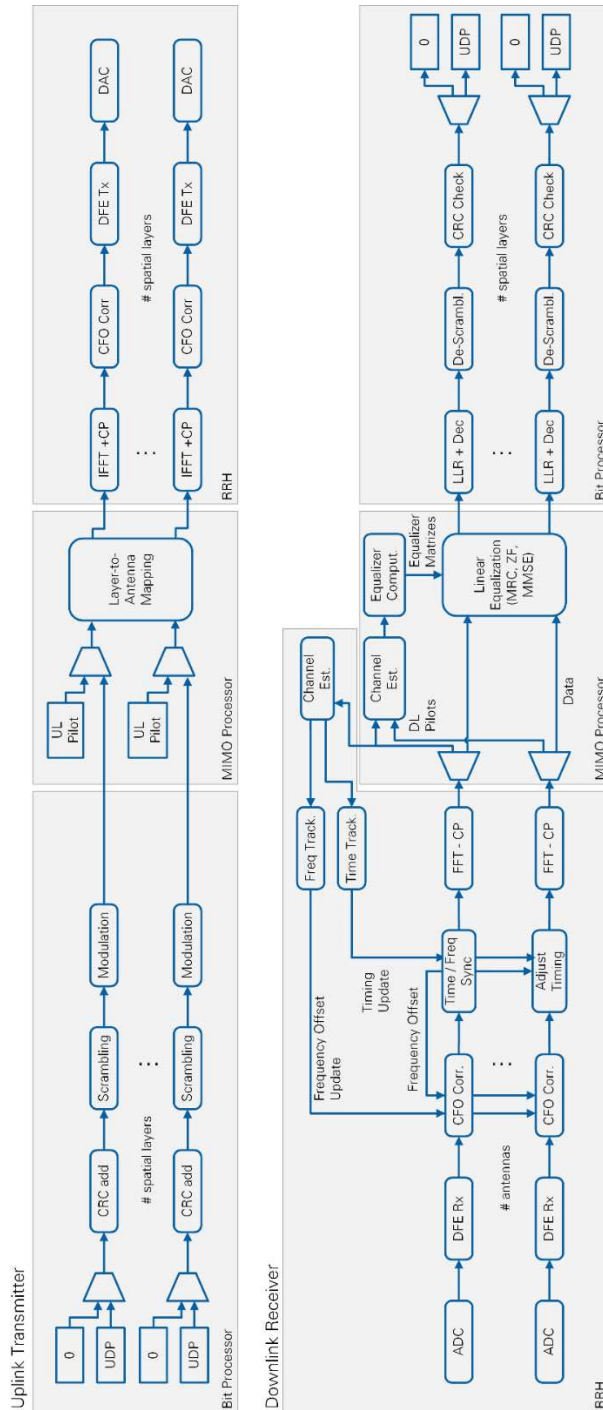 Uplink Transmitter
0
UDP
CRC add
Scrambling
Modulation
# spatial layers
...
0
UDP
CRC add
Scrambling
Modulation
Bit Processor
UL
Pilot
UL
Pilot
Layer-to-
Antenna
Mapping
MIMO Processor
IFFT +CP
CFO Corr
DFE Tx
DAC
...
# spatial layers
IFFT +CP
CFO Corr
DFE Tx
DAC
RRH
Downlink Receiver
Frequency Offset
Update
Freq Track.
Channel
Est.
Time Track.
Timing
Update
Frequency Offset
ADC
DFE Rx
CFO Corr.
Time / Freq
Sync
FFT - CP
# antennas
...
ADC
DFE Rx
CFO Corr.
Adjust
Timing
FFT - CP
RRH
DL
Pilots
Channel
Est.
Equalizer
Comput.
Equalizer
Matrizes
Linear
Equalization
(MRC, ZF,
MMSE)
Data
MIMO Processor
LLR + Dec
De-Scrambl.
CRC Check
0
UDP
...
# spatial layers
LLR + Dec
De-Scrambl.
CRC Check
0
UDP
Bit Processor